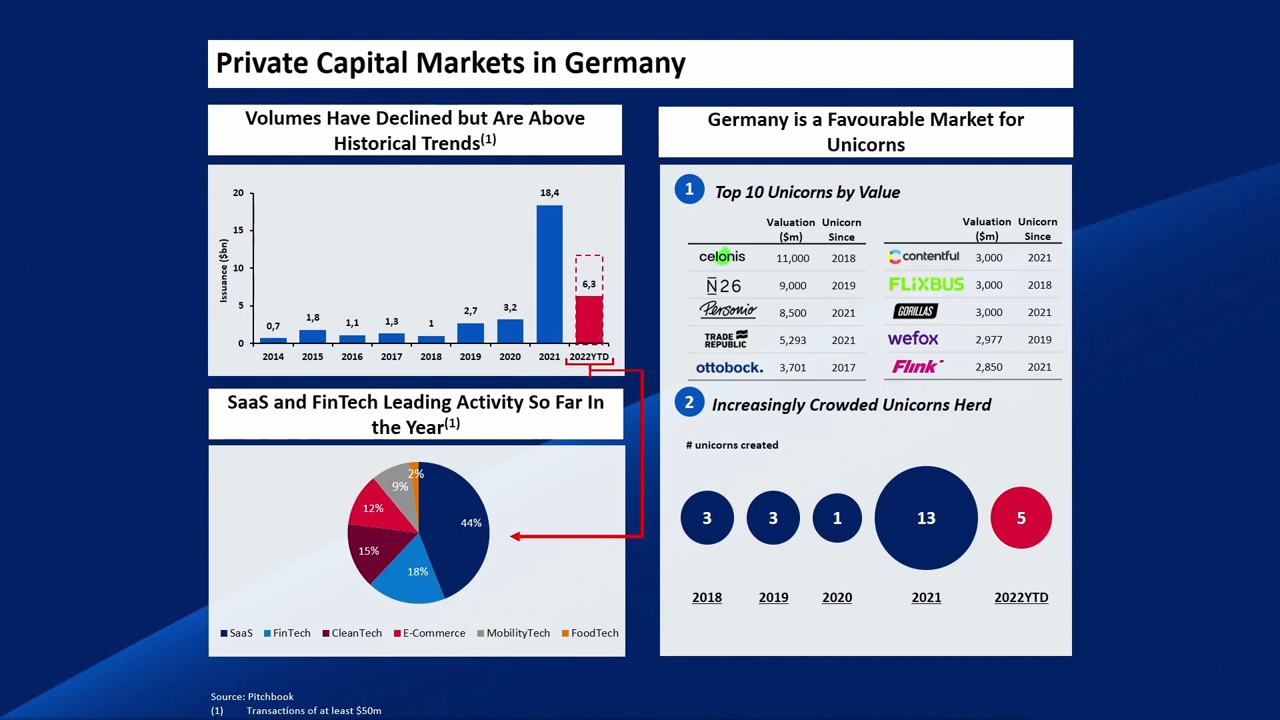 Private Capital Markets in Germany
Volumes Have Declined but Are Above
Historical Trends(1)
20
15
10
5
0
Issuance ($bn)
0,7
1,8
1,1
1,3
1
2,7
3,2
18,4
6,3
2014 2015 2016 2017 2018 2019 2020 2021 2022YTD
SaaS and FinTech Leading Activity So Far In
the Year(1)
44%
18%
15%
12%
9%
2%
SaaS FinTech CleanTech E-Commerce MobilityTech FoodTech
Germany is a Favourable Market for
Unicorns
1 Top 10 Unicorns by Value
Valuation Unicorn
($m) Since
celonis 11,000 2018
N26 9,000 2019
Personio 8,500 2021
TRADE
REPUBLIC 5,293 2021
ottobock. 3,701 2017
Valuation Unicorn
($m) Since
contentful 3,000 2021
FLiXBUS 3,000 2018
GORILLAS 3,000 2021
wefox 2,977 2019
Flink 2,850 2021
2 Increasingly Crowded Unicorns Herd
# unicorns created
3 3 1 13 5
2018 2019 2020 2021 2022YTD
Source: Pitchbook
(1) Transactions of at least $50m